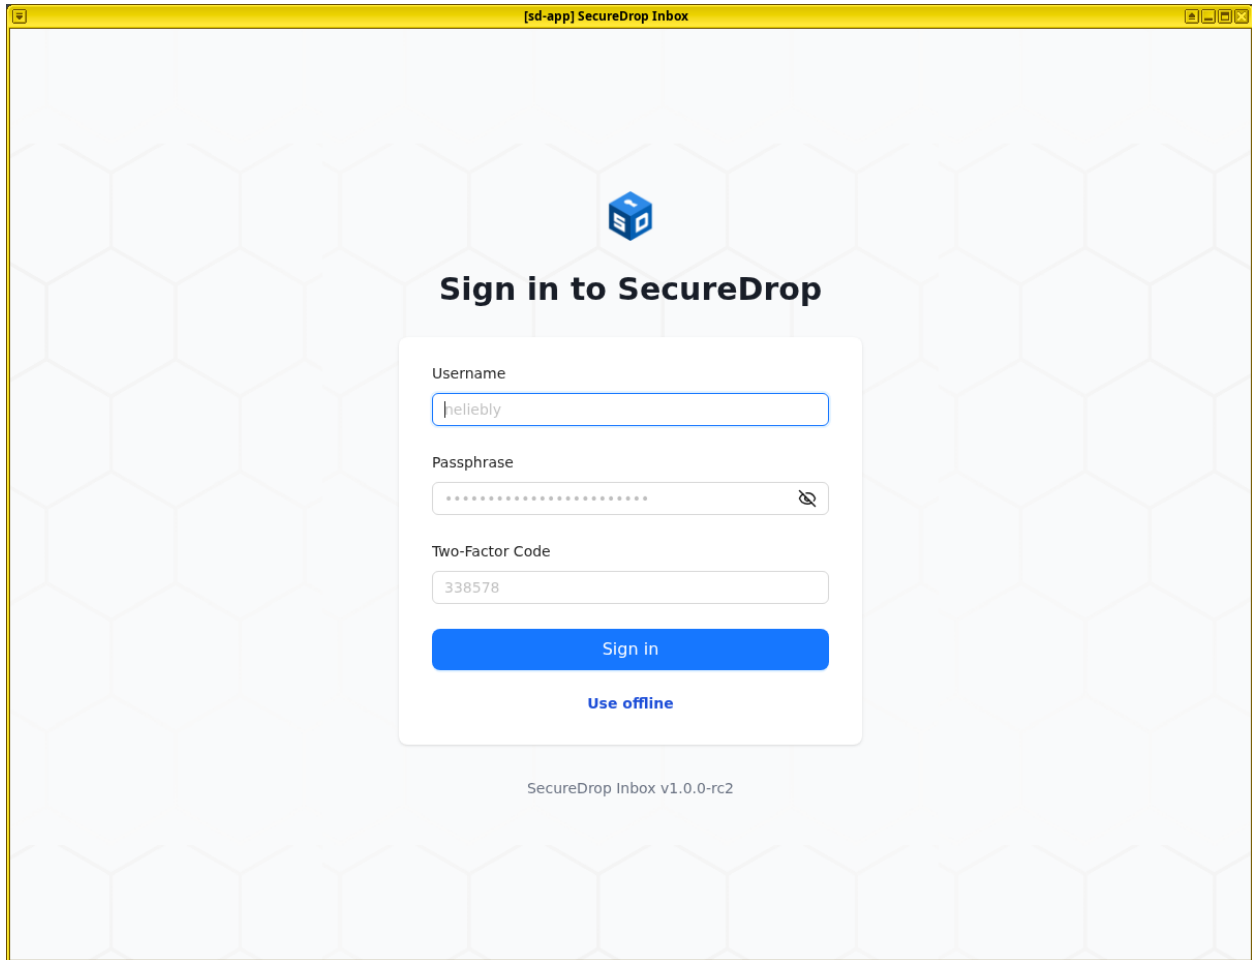 [sd-app] SecureDrop Inbox
S D
Sign in to SecureDrop
Username
neliebly
Passphrase
Two-Factor Code
338578
Sign in
Use offline
SecureDrop Inbox v1.0.0-rc2